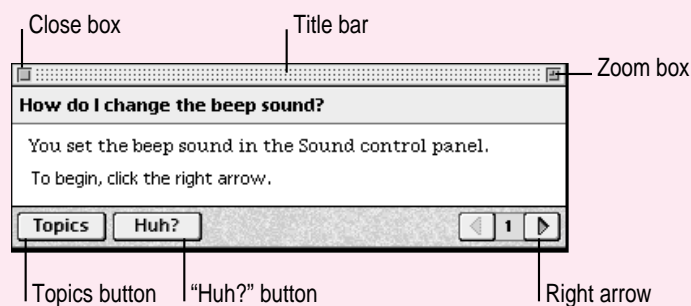 Close box
Title bar
Zoom box
How do I change the beep sound?
You set the beep sound in the Sound control panel.
To begin, click the right arrow.
Topics
Huh?
1
Topics button
“Huh?” button
Right arrow